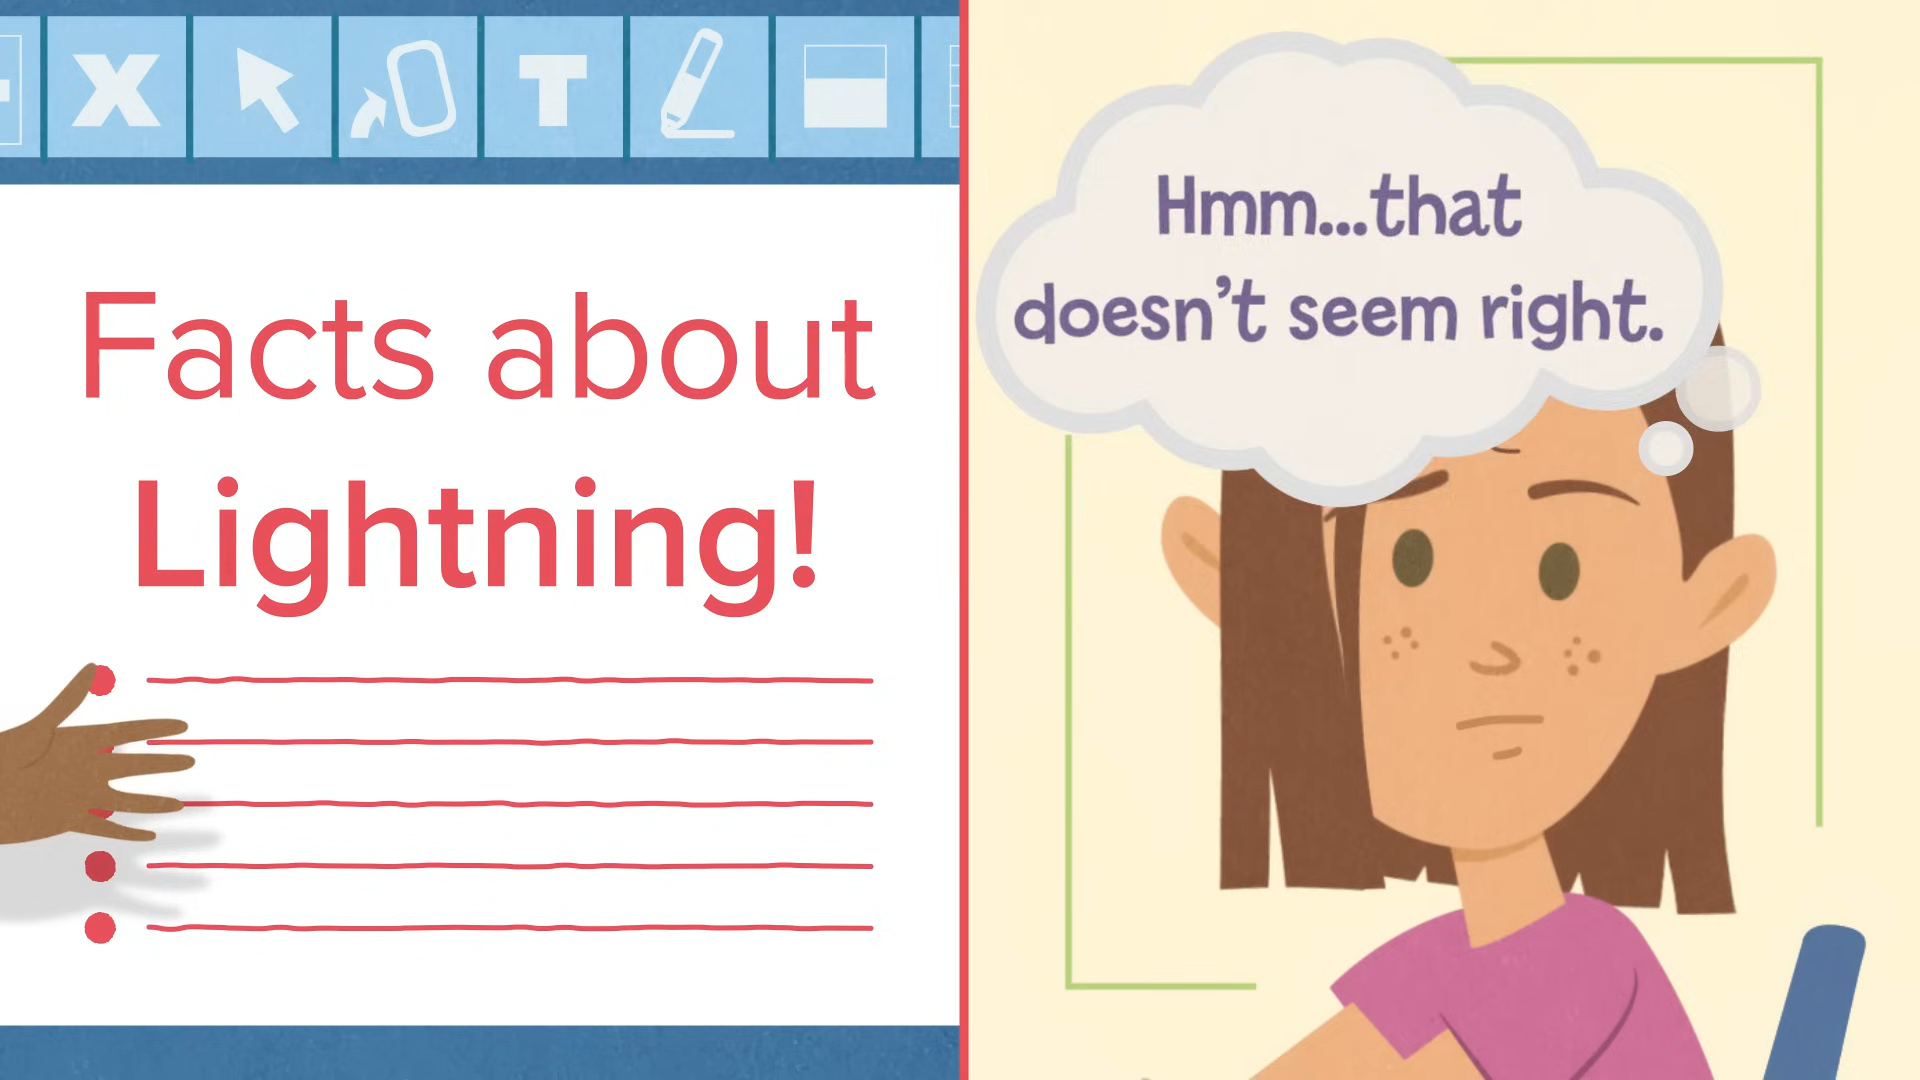 X
T
Facts about
Lightning!
Hmm...that
doesn't seem right.